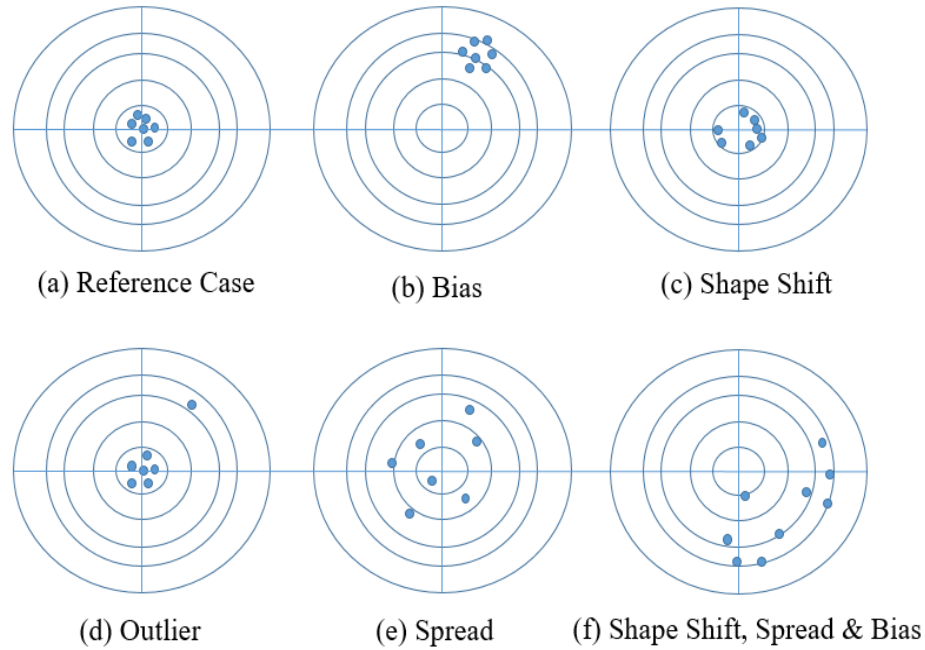 (a) Reference Case
(b) Bias
(c) Shape Shift
(d) Outlier
(e) Spread
(f) Shape Shift, Spread & Bias